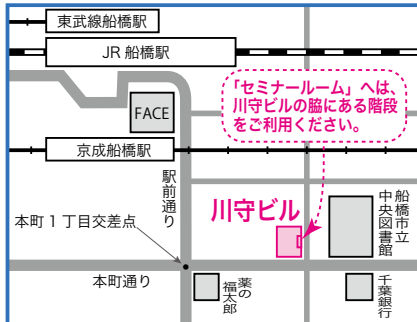 東武線船橋駅
JR 船橋駅
「セミナールーム」へは、
川守ビルの脇にある階段
をご利用ください。
FACE
京成船橋駅
駅前通り
川守ビル
船橋市立
中央図書館
本町 1 丁目交差点
本町通り
薬の
福太郎
千葉銀行